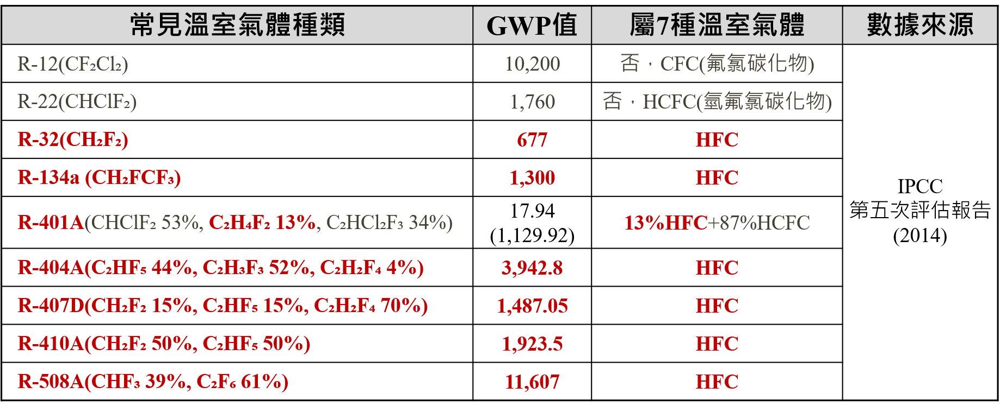 常見溫室氣體種類 GWP值 屬7種溫室氣體 數據來源
R-12(CF₂Cl₂) 10,200 否，CFC(氟氯碳化物)
R-22(CHClF₂) 1,760 否，HCFC(氫氟氯碳化物)
R-32(CH₂F₂) 677 HFC
R-134a (CH₂FCF₃) 1,300 HFC
R-401A(CHClF₂ 53%, C₂H₄F₂ 13%, C₂HCl₂F₃ 34%) 17.94
(1,129.92) 13%HFC+87%HCFC
R-404A(C₂HF₅ 44%, C₂H₃F₃ 52%, C₂H₂F₄ 4%) 3,942.8 HFC
R-407D(CH₂F₂ 15%, C₂HF₅ 15%, C₂H₂F₄ 70%) 1,487.05 HFC
R-410A(CH₂F₂ 50%, C₂HF₅ 50%) 1,923.5 HFC
R-508A(CHF₃ 39%, C₂F₆ 61%) 11,607 HFC
IPCC
第五次評估報告
(2014)